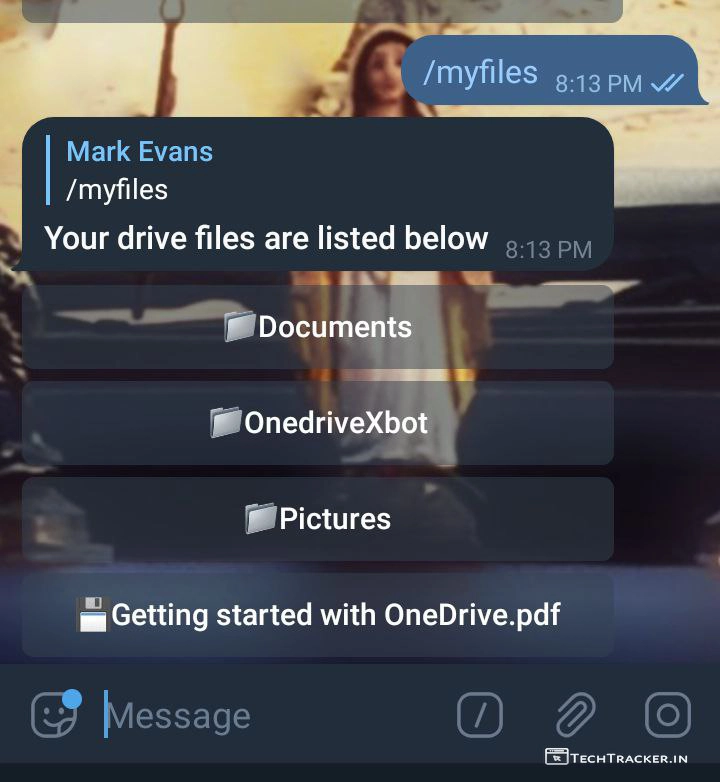 /myfiles 8:13 PM
Mark Evans
/myfiles
Your drive files are listed below 8:13 PM
Documents
OnedriveXbot
Pictures
Getting started with OneDrive.pdf
Message
TECHTRACKER.IN